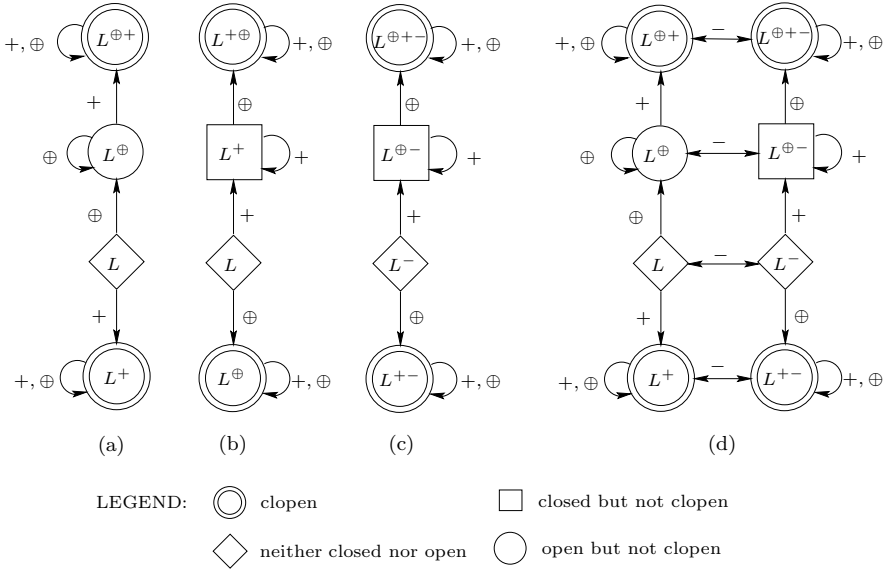 L⊕+ L+⊕ L⊕+− L⊕+ − L⊕+−
+, ⊕ +, ⊕ +, ⊕ +, ⊕ +, ⊕
+ ⊕ ⊕ + ⊕
L⊕ L+ L⊕− L⊕ − L⊕−
⊕ + + ⊕ +
⊕ + + ⊕ +
L L L− L − L−
+ ⊕ ⊕ + ⊕
L+ L⊕ L+− L+ − L+−
+, ⊕ +, ⊕ +, ⊕ +, ⊕ +, ⊕
(a) (b) (c) (d)
LEGEND: clopen closed but not clopen
neither closed nor open open but not clopen